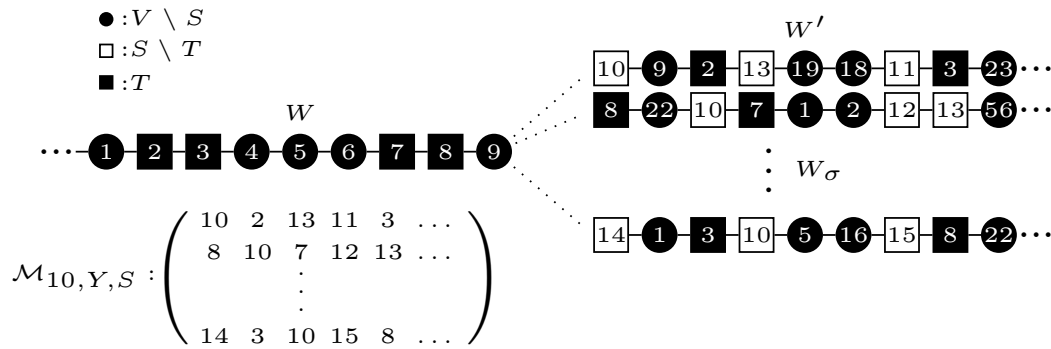 ● : V \ S
□ : S \ T
■ : T
W
··· 1 2 3 4 5 6 7 8 9
W′
10 9 2 13 19 18 11 3 23 ···
8 22 10 7 1 2 12 13 56 ···
⋮ W_σ
14 1 3 10 5 16 15 8 22 ···
10 2 13 11 3 ...
8 10 7 12 13 ...
ℳ_{10,Y,S} : ⋮
14 3 10 15 8 ...